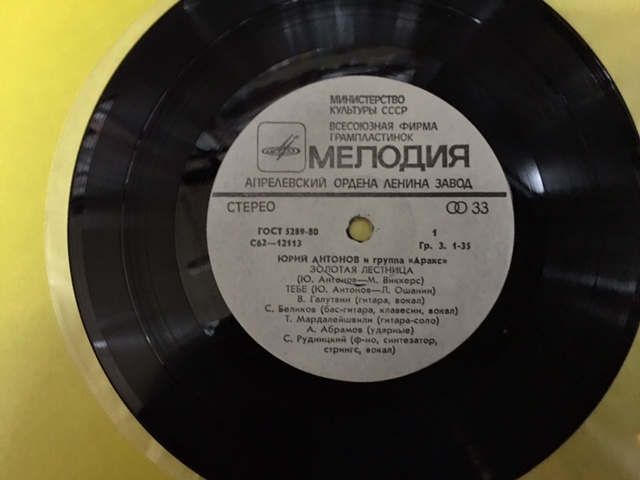 МИНИСТЕРСТВО
КУЛЬТУРЫ СССР
ВСЕСОЮЗНАЯ ФИРМА
ГРАМПЛАСТИНОК
МЕЛОДИЯ
АПРЕЛЕВСКИЙ ОРДЕНА ЛЕНИНА ЗАВОД
СТЕРЕО 33
ГОСТ 5289-80 1
С62—12113 Гр. 3. 1-35
ЮРИЙ АНТОНОВ и группа «Аракс»
ЗОЛОТАЯ ЛЕСТНИЦА
(Ю. Антонов—М. Виккерс)
ТЕБЕ (Ю. Антонов—Л. Ошанин)
В. Галутвин (гитара, вокал)
С. Беликов (бас-гитара, клавесин, вокал)
Т. Мардалейшвили (гитара-соло)
А. Абрамов (ударные)
С. Рудницкий (ф-но, синтезатор,
стрингс, вокал)